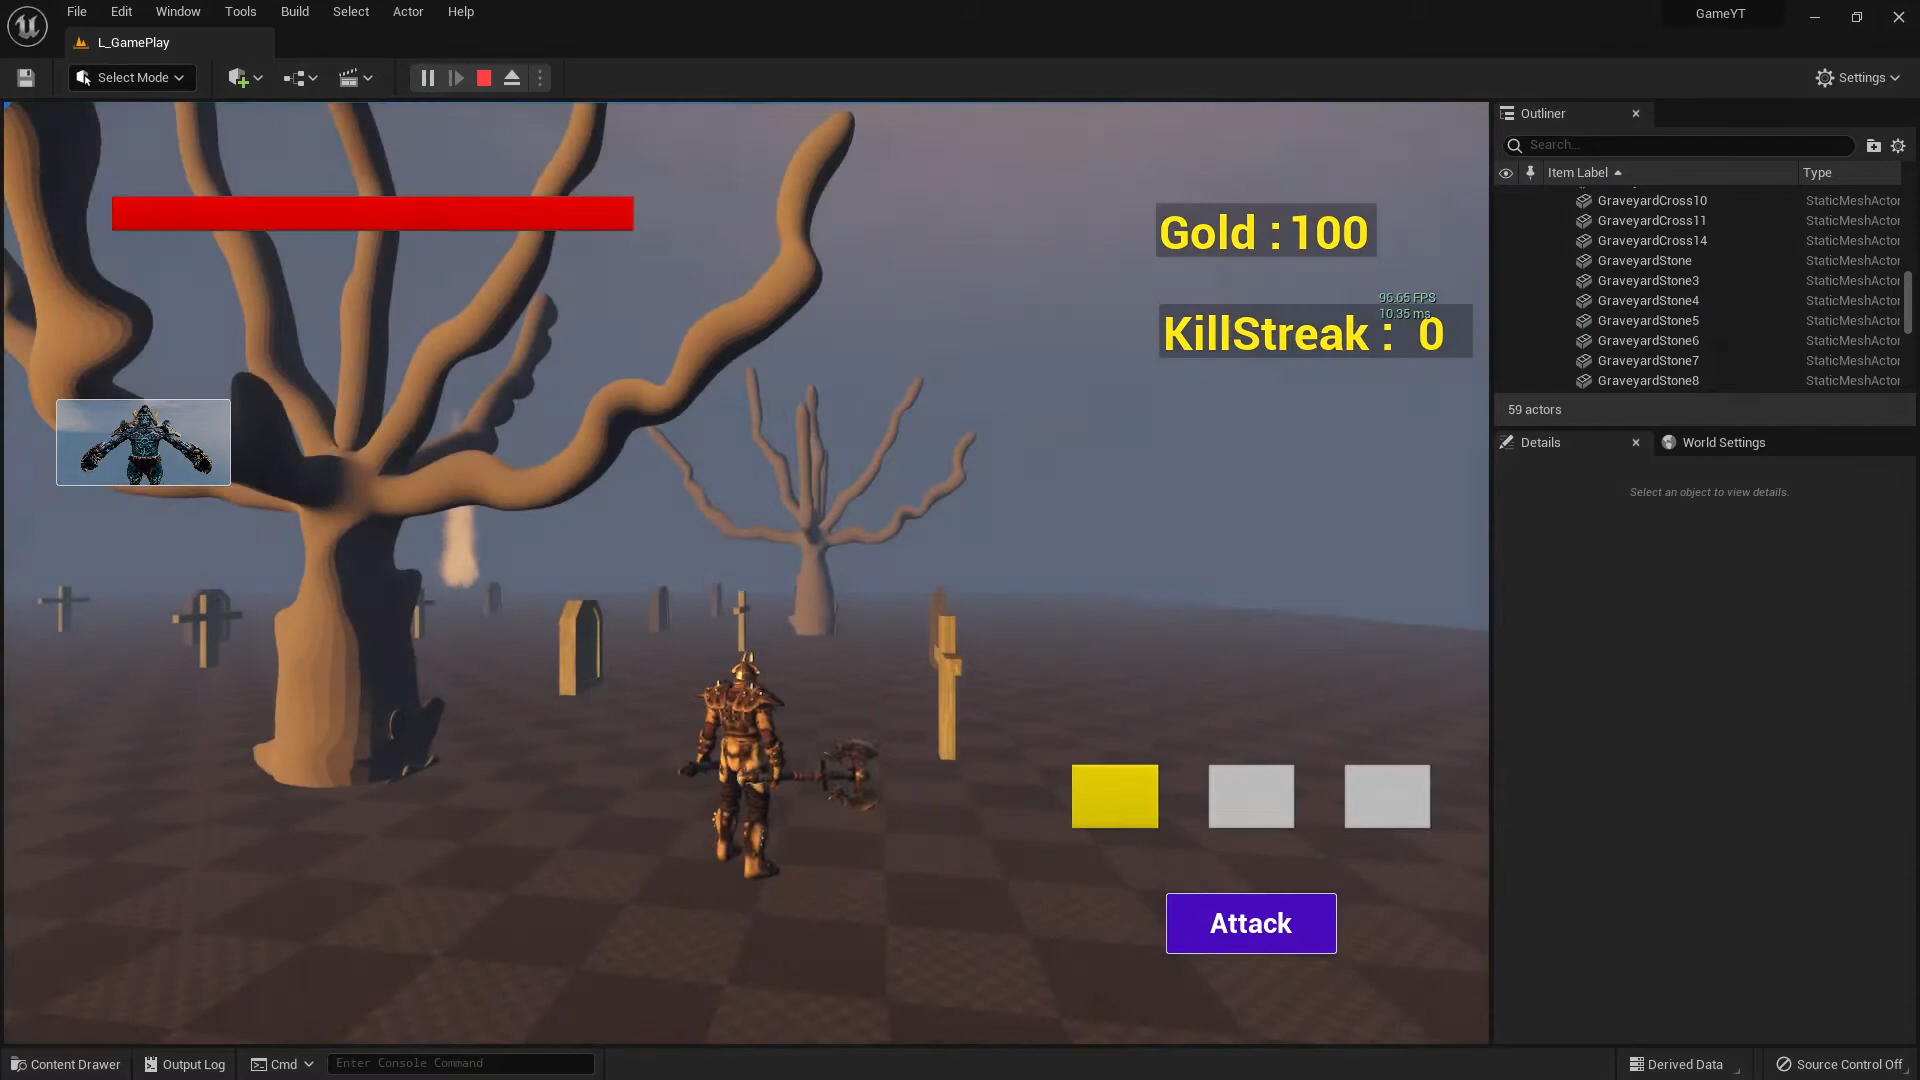 File Edit Window Tools Build Select Actor Help
GameYT
L_GamePlay
Select Mode
Settings
Outliner
Search...
Item Label
Type
GraveyardCross10 StaticMeshActor
GraveyardCross11 StaticMeshActor
GraveyardCross14 StaticMeshActor
GraveyardStone StaticMeshActor
GraveyardStone3 StaticMeshActor
GraveyardStone4 StaticMeshActor
GraveyardStone5 StaticMeshActor
GraveyardStone6 StaticMeshActor
GraveyardStone7 StaticMeshActor
GraveyardStone8 StaticMeshActor
59 actors
Details
World Settings
Select an object to view details.
Gold : 100
96.65 FPS
10.35 ms
KillStreak : 0
Attack
Content Drawer
Output Log
Cmd
Enter Console Command
Derived Data
Source Control Off